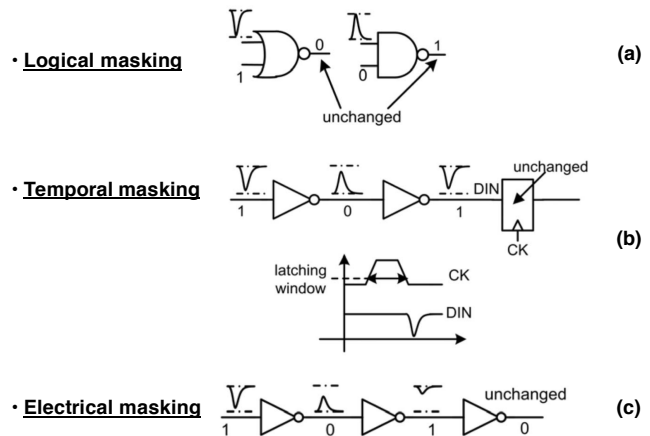 0 1
• Logical masking (a)
1 0
unchanged
unchanged
• Temporal masking DIN
1 0 1
CK
(b)
latching window CK
DIN
unchanged
• Electrical masking (c)
1 0 1 0